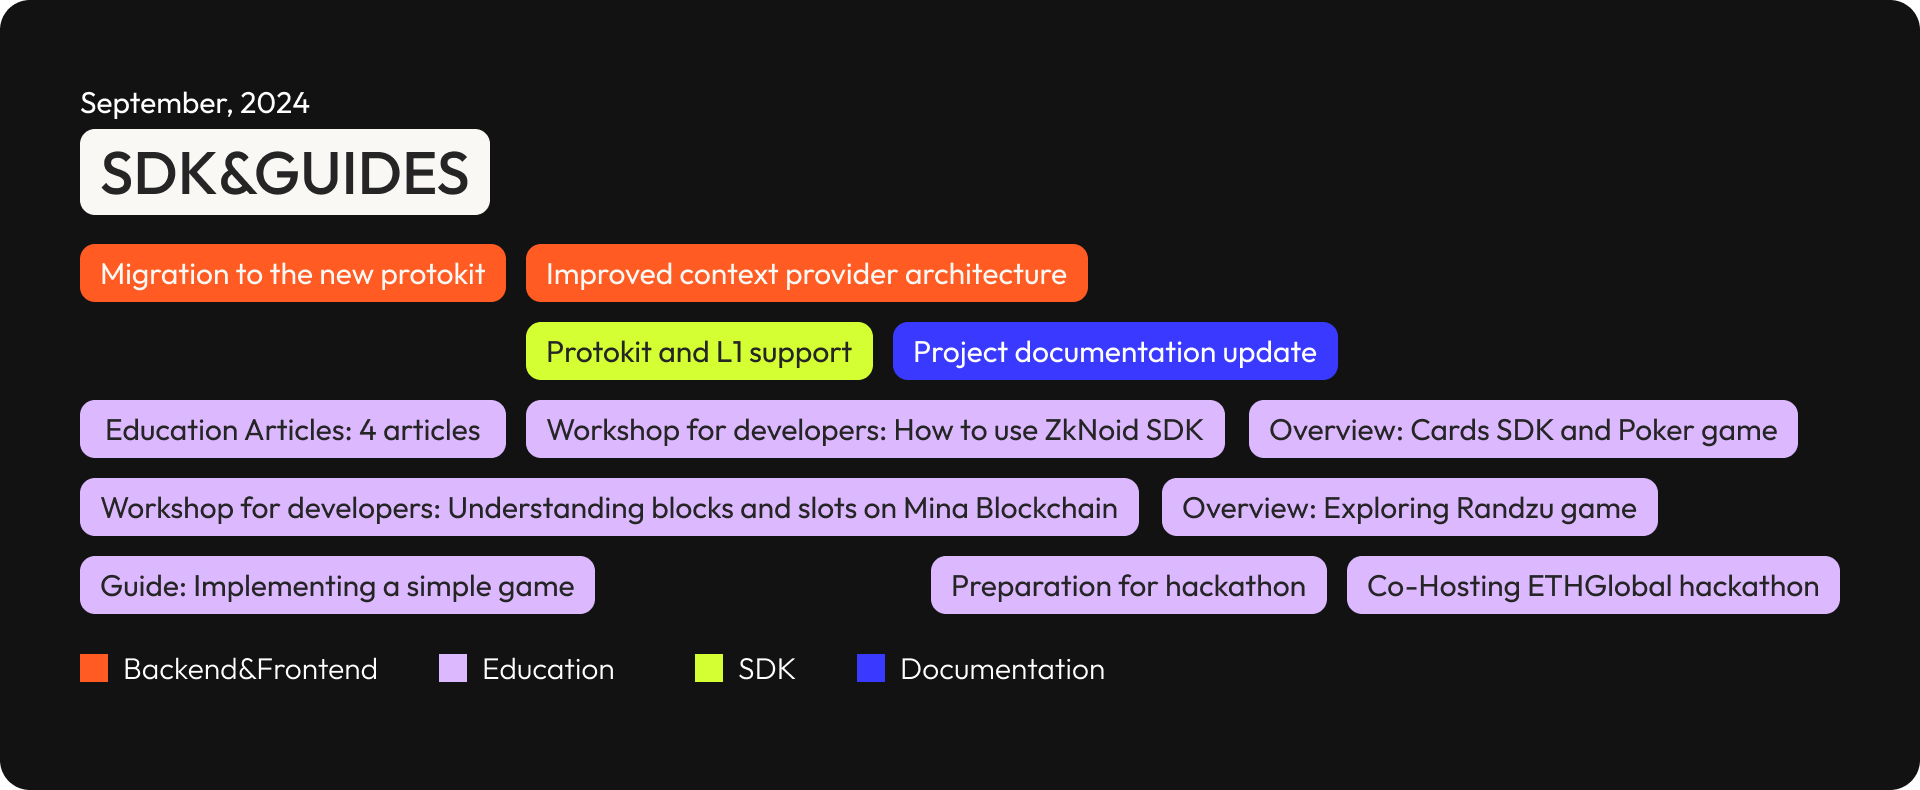 September, 2024
SDK&GUIDES
Migration to the new protokit
Improved context provider architecture
Protokit and L1 support
Project documentation update
Education Articles: 4 articles
Workshop for developers: How to use ZkNoid SDK
Overview: Cards SDK and Poker game
Workshop for developers: Understanding blocks and slots on Mina Blockchain
Overview: Exploring Randzu game
Guide: Implementing a simple game
Preparation for hackathon
Co-Hosting ETHGlobal hackathon
Backend&Frontend
Education
SDK
Documentation